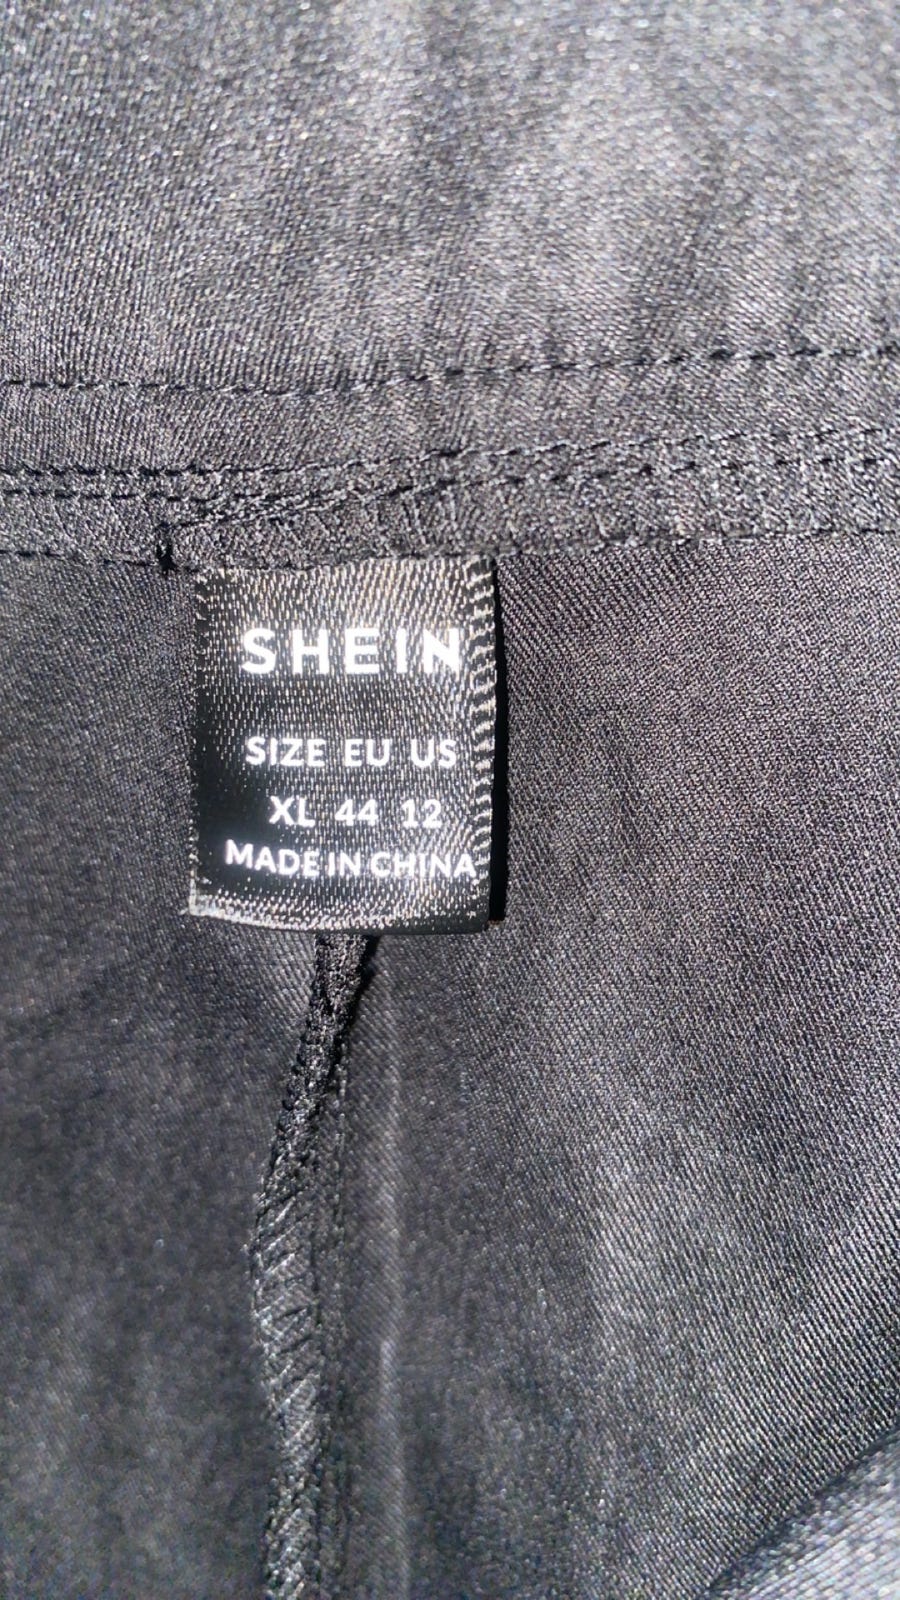 SHEIN
SIZE EU US
XL 44 12
MADE IN CHINA